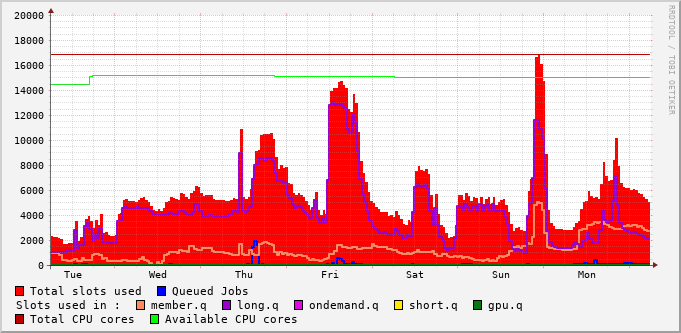 20000
18000
16000
14000
12000
10000
8000
6000
4000
2000
0
Tue Wed Thu Fri Sat Sun Mon
RRDTOOL / TOBI OETIKER
Total slots used Queued Jobs
Slots used in : member.q long.q ondemand.q short.q gpu.q
Total CPU cores Available CPU cores